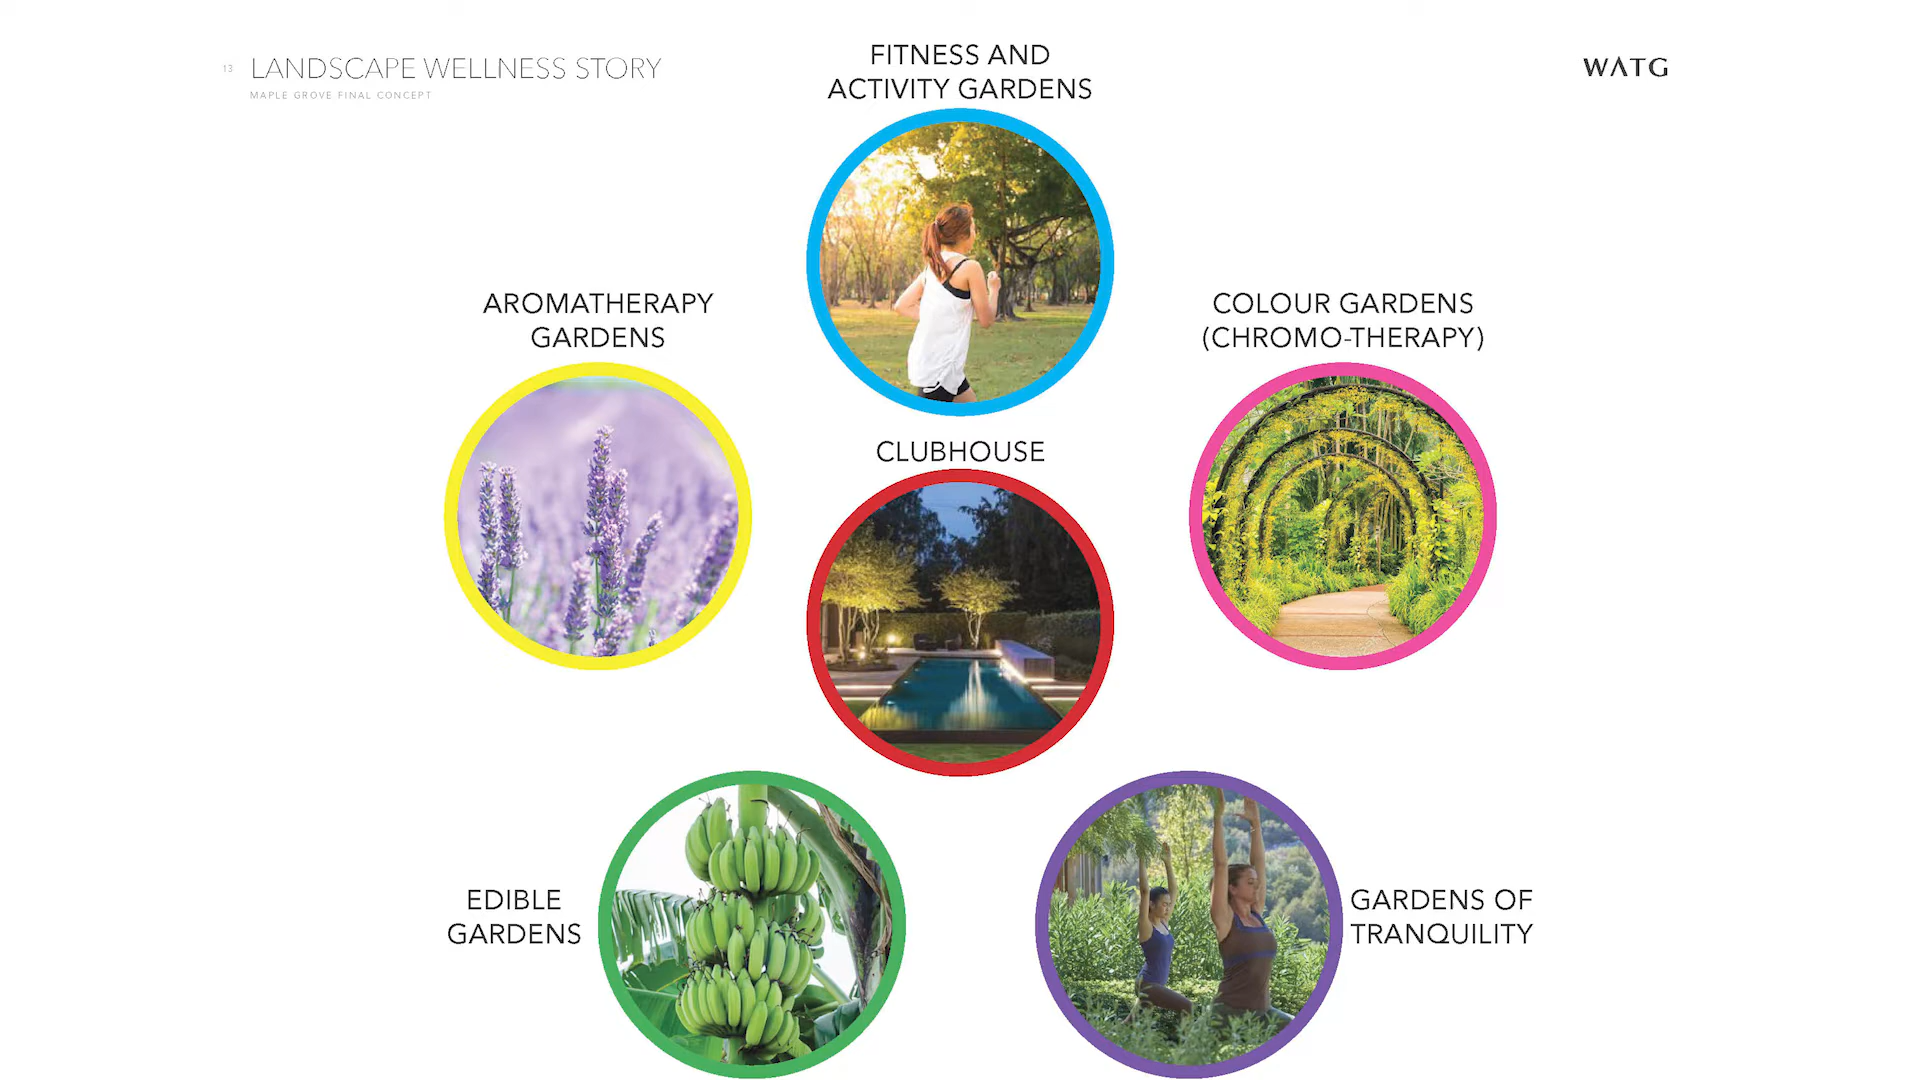 13
LANDSCAPE WELLNESS STORY
MAPLE GROVE FINAL CONCEPT
WATG
FITNESS AND
ACTIVITY GARDENS
AROMATHERAPY
GARDENS
COLOUR GARDENS
(CHROMO-THERAPY)
CLUBHOUSE
EDIBLE
GARDENS
GARDENS OF
TRANQUILITY